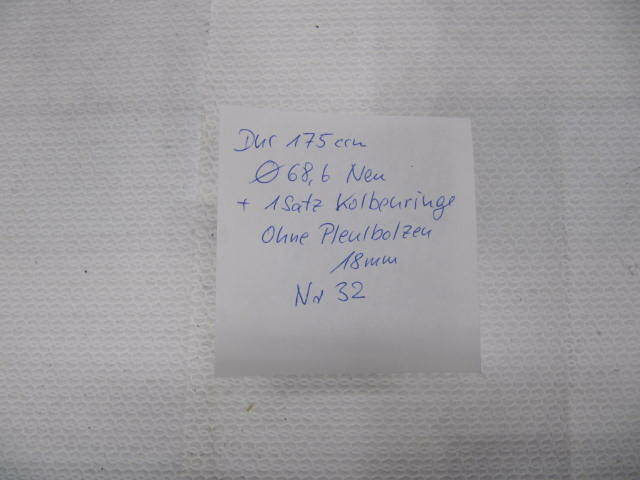 Dur 175 ccm
Ø 68,6 Neu
+ 1 Satz Kolbenringe
Ohne Pleulbolzen
18mm
Nr 32